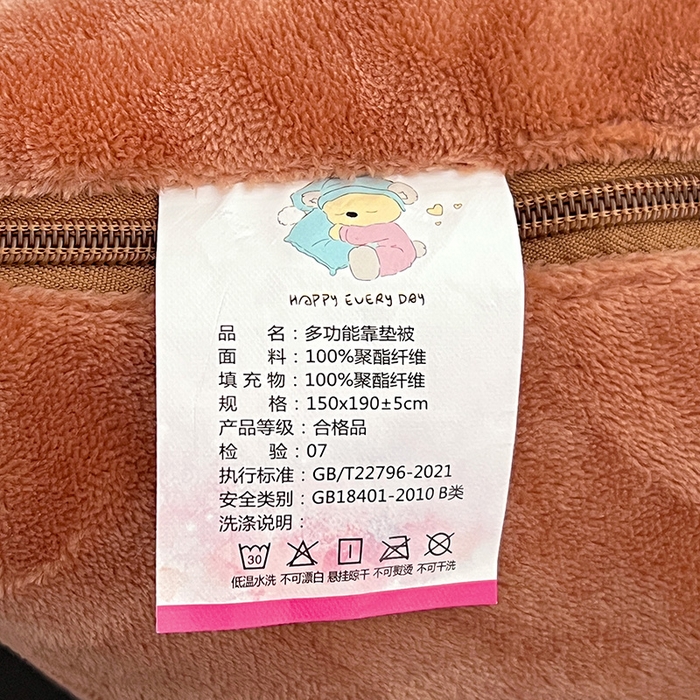 HAPPY EVERY DAY
品 名：多功能靠垫被
面 料：100%聚酯纤维
填 充 物：100%聚酯纤维
规 格：150x190±5cm
产品等级：合格品
检 验：07
执行标准：GB/T22796-2021
安全类别：GB18401-2010 B类
洗涤说明：
30
低温水洗 不可漂白 悬挂晾干 不可熨烫 不可干洗